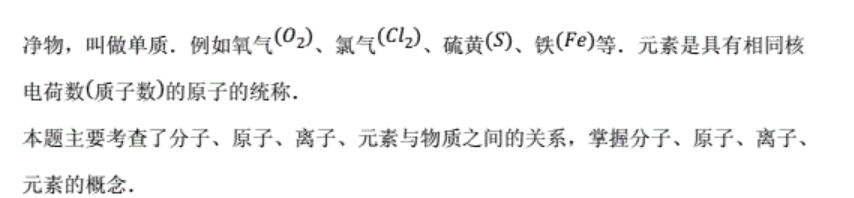 净物，叫做单质．例如氧气(O₂)、氯气(Cl₂)、硫黄(S)、铁(Fe)等．元素是具有相同核
电荷数(质子数)的原子的统称．
本题主要考查了分子、原子、离子、元素与物质之间的关系，掌握分子、原子、离子、
元素的概念．